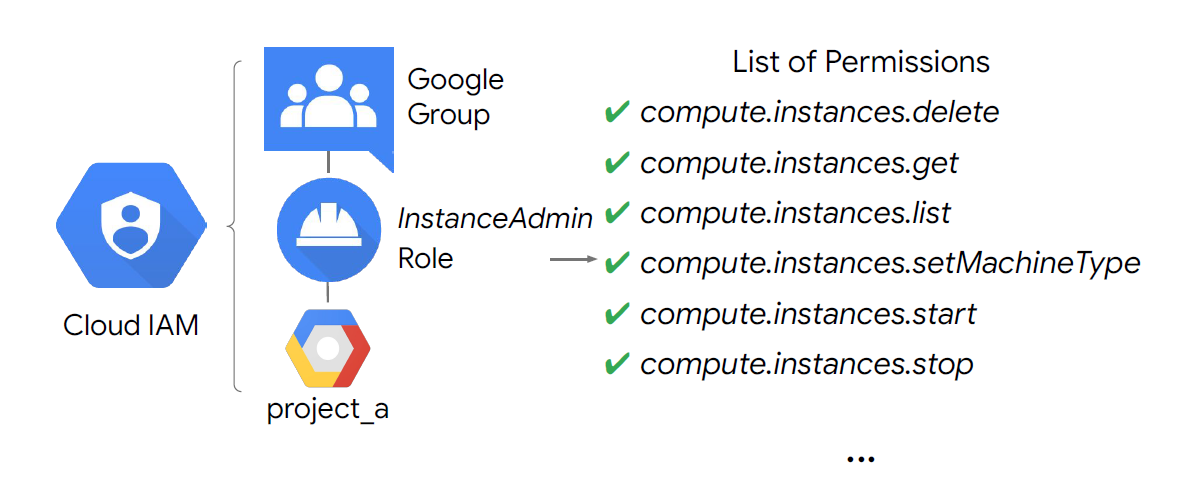 Cloud IAM
Google
Group
InstanceAdmin
Role
project_a
List of Permissions
✔ compute.instances.delete
✔ compute.instances.get
✔ compute.instances.list
✔ compute.instances.setMachineType
✔ compute.instances.start
✔ compute.instances.stop
...